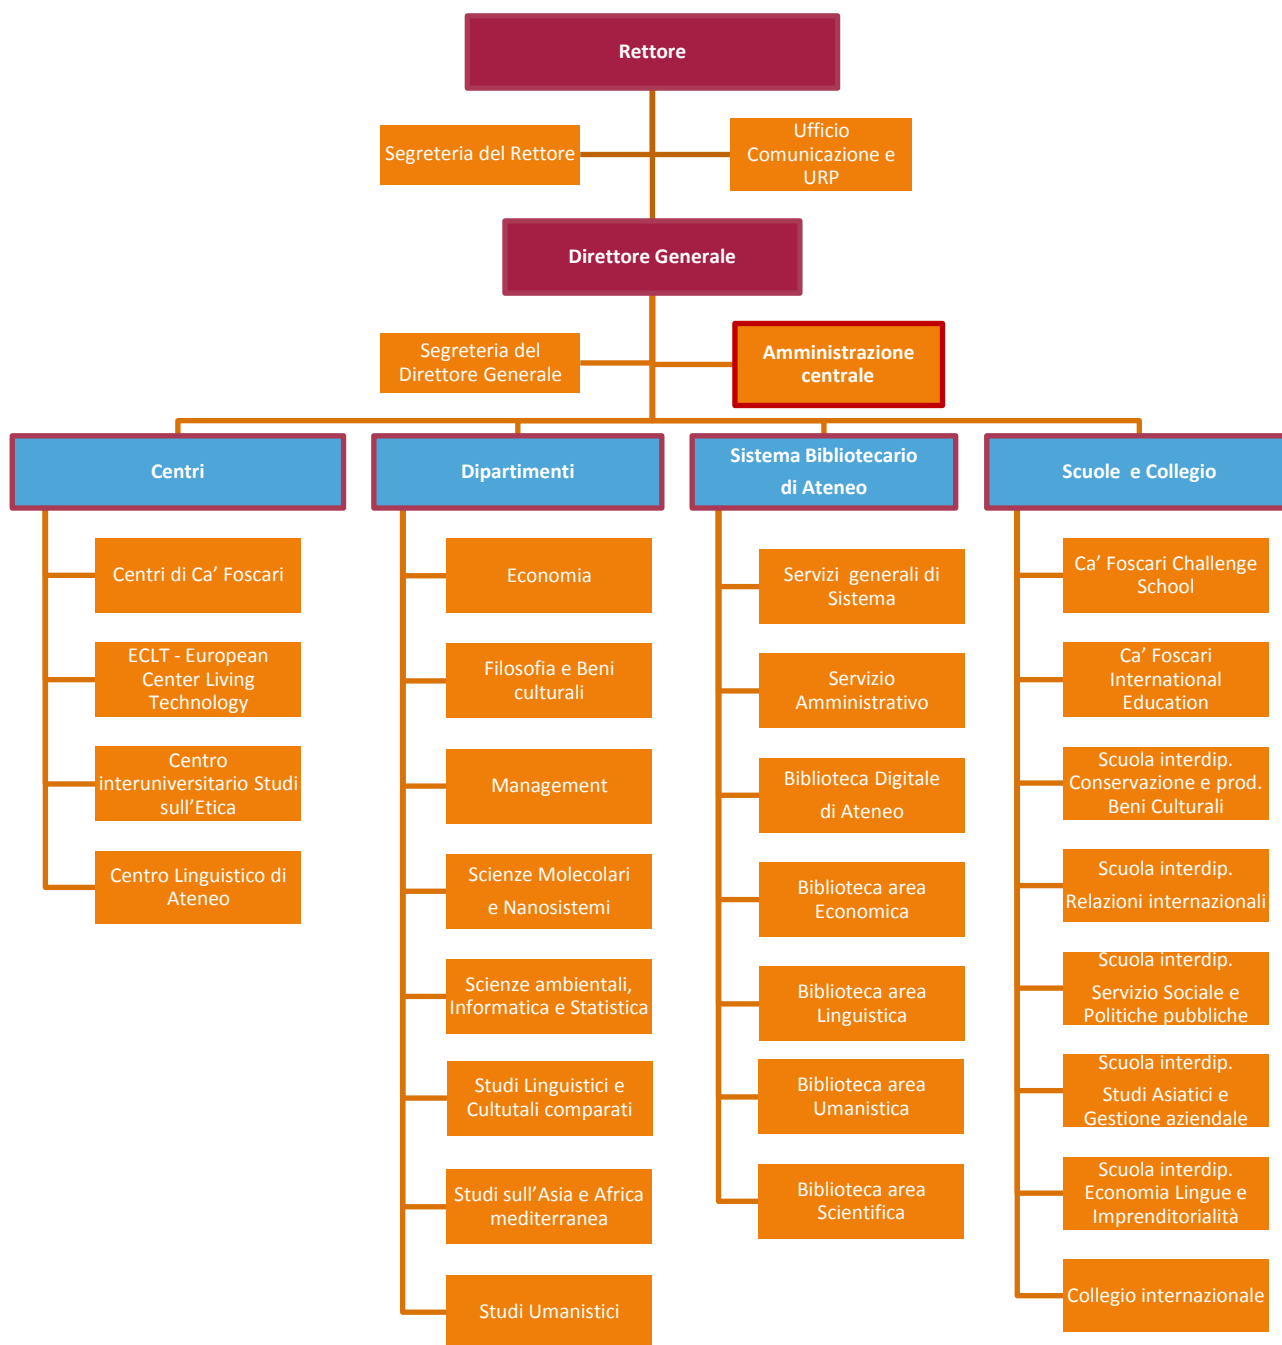 Rettore
Segreteria del Rettore
Ufficio
Comunicazione e
URP
Direttore Generale
Segreteria del
Direttore Generale
Amministrazione
centrale
Centri
Dipartimenti
Sistema Bibliotecario
di Ateneo
Scuole e Collegio
Centri di Ca’ Foscari
ECLT - European
Center Living
Technology
Centro
interuniversitario Studi
sull’Etica
Centro Linguistico di
Ateneo
Economia
Filosofia e Beni
culturali
Management
Scienze Molecolari
e Nanosistemi
Scienze ambientali,
Informatica e Statistica
Studi Linguistici e
Cultutali comparati
Studi sull’Asia e Africa
mediterranea
Studi Umanistici
Servizi generali di
Sistema
Servizio
Amministrativo
Biblioteca Digitale
di Ateneo
Biblioteca area
Economica
Biblioteca area
Linguistica
Biblioteca area
Umanistica
Biblioteca area
Scientifica
Ca’ Foscari Challenge
School
Ca’ Foscari
International
Education
Scuola interdip.
Conservazione e prod.
Beni Culturali
Scuola interdip.
Relazioni internazionali
Scuola interdip.
Servizio Sociale e
Politiche pubbliche
Scuola interdip.
Studi Asiatici e
Gestione aziendale
Scuola interdip.
Economia Lingue e
Imprenditorialità
Collegio internazionale